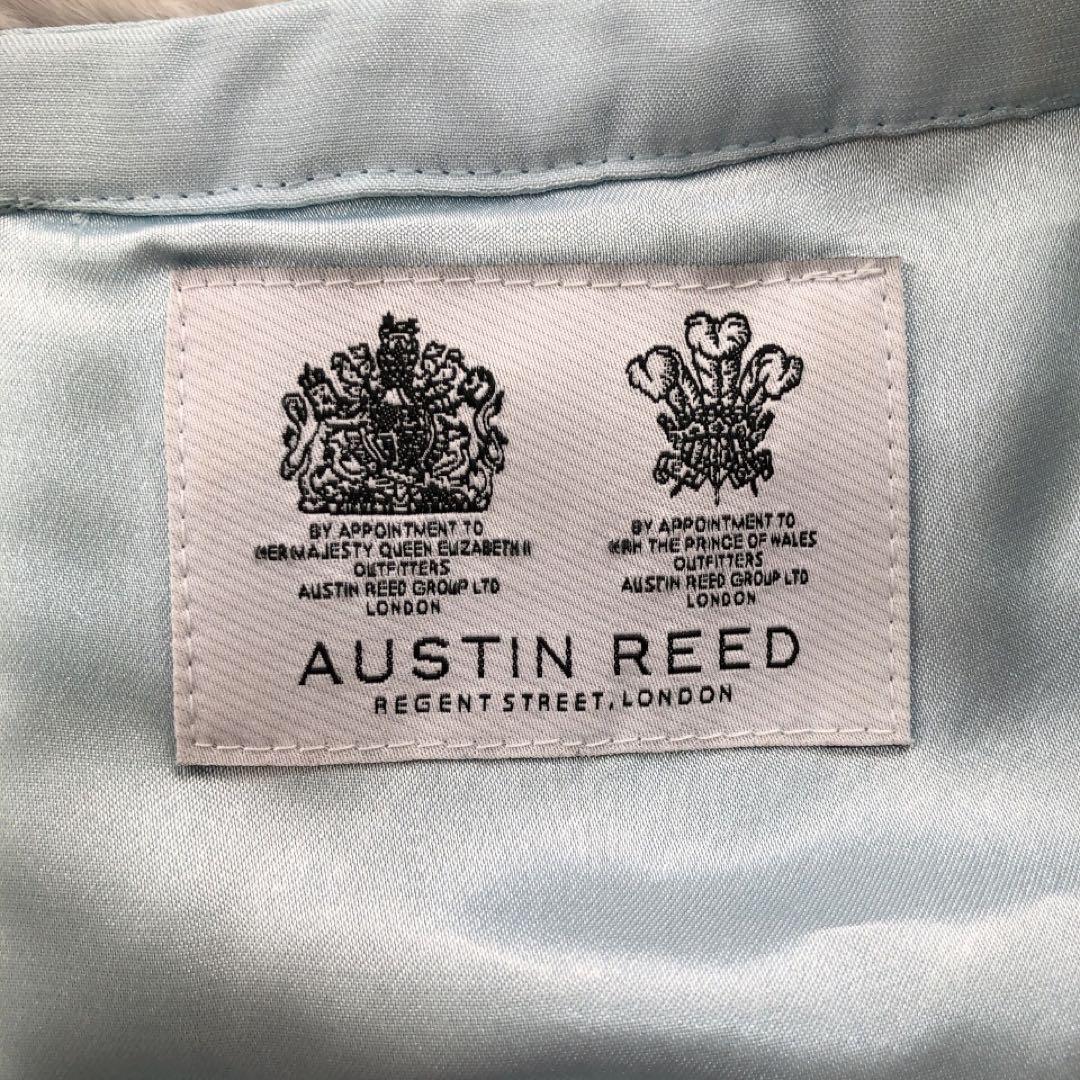 BY APPOINTMENT TO
HER MAJESTY QUEEN ELIZABETH II
OUTFITTERS
AUSTIN REED GROUP LTD
LONDON
BY APPOINTMENT TO
HRH THE PRINCE OF WALES
OUTFITTERS
AUSTIN REED GROUP LTD
LONDON
AUSTIN REED
REGENT STREET, LONDON